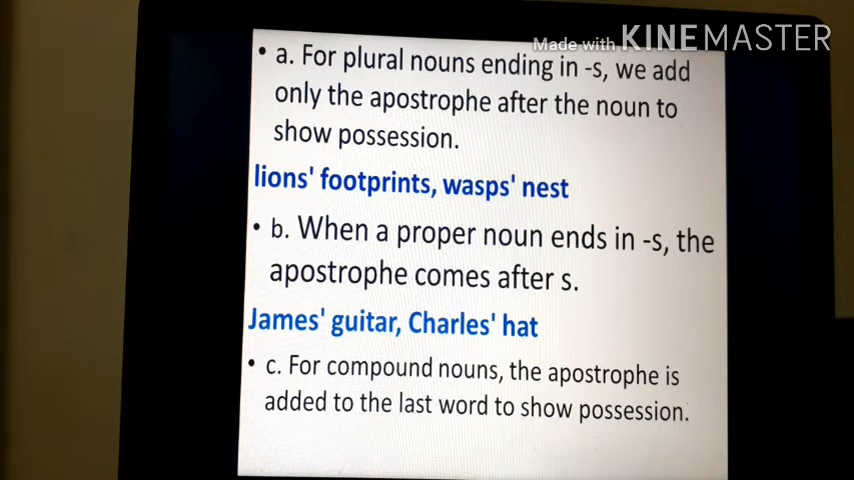 Made with KINEMASTER
• a. For plural nouns ending in -s, we add
only the apostrophe after the noun to
show possession.
lions' footprints, wasps' nest
• b. When a proper noun ends in -s, the
apostrophe comes after s.
James' guitar, Charles' hat
• c. For compound nouns, the apostrophe is
added to the last word to show possession.